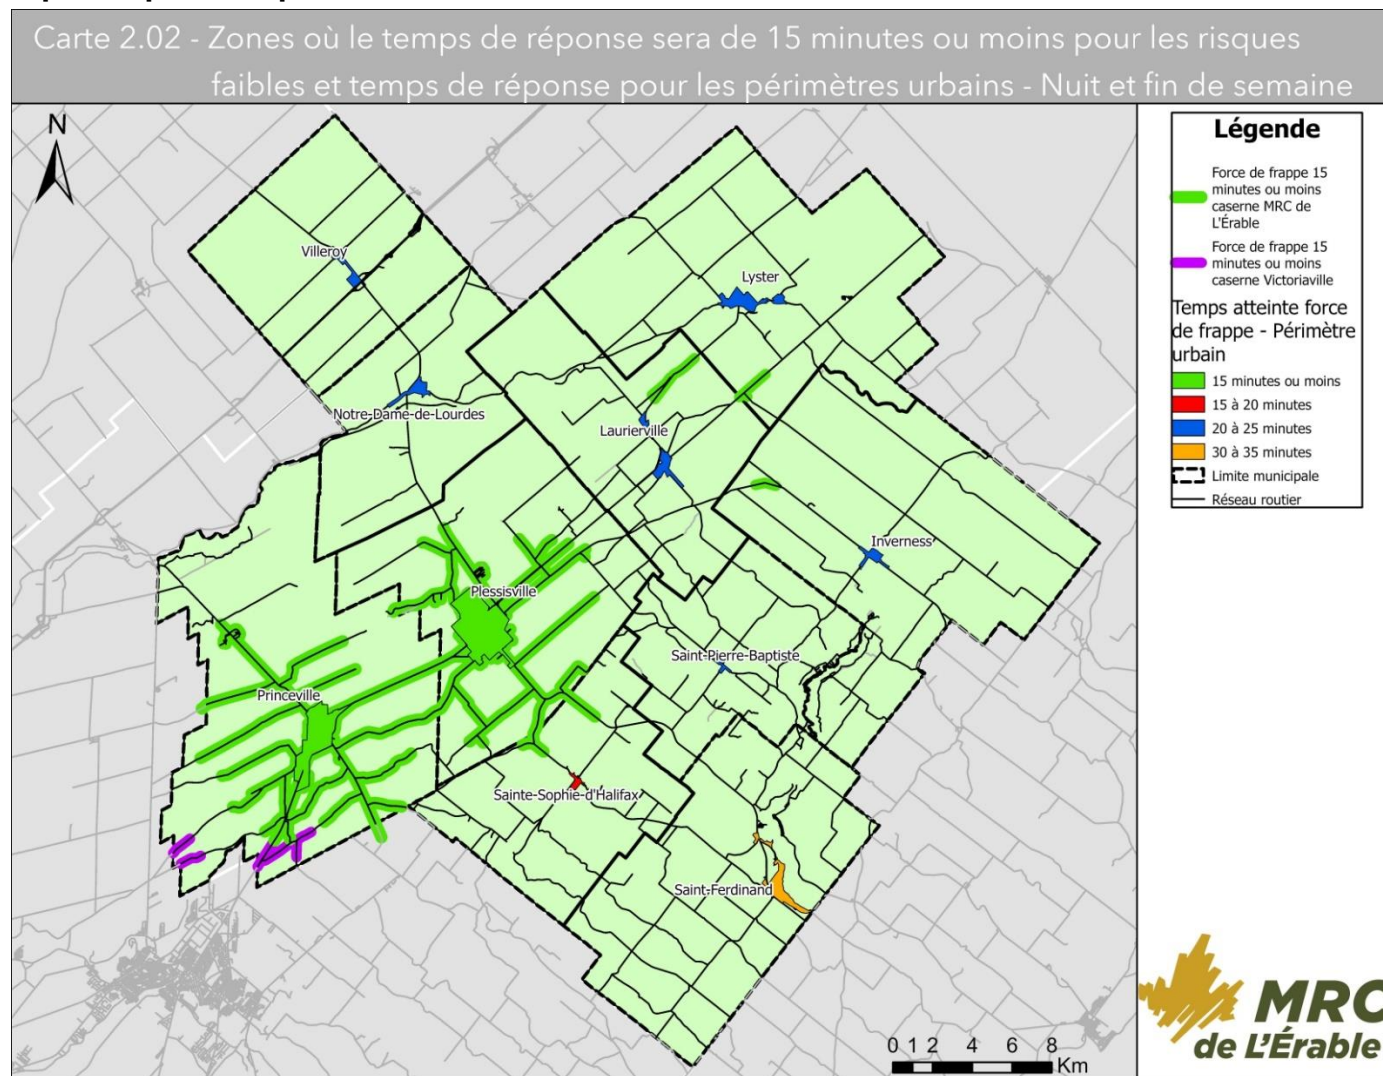 Carte 2.02 - Zones où le temps de réponse sera de 15 minutes ou moins pour les risques
faibles et temps de réponse pour les périmètres urbains - Nuit et fin de semaine
N
Villeroy
Lyster
Notre-Dame-de-Lourdes
Laurierville
Inverness
Plessisville
Saint-Pierre-Baptiste
Princeville
Sainte-Sophie-d'Halifax
Saint-Ferdinand
0 1 2 4 6 8
Km
Légende
Force de frappe 15
minutes ou moins
caserne MRC de
L'Érable
Force de frappe 15
minutes ou moins
caserne Victoriaville
Temps atteinte force
de frappe - Périmètre
urbain
15 minutes ou moins
15 à 20 minutes
20 à 25 minutes
30 à 35 minutes
Limite municipale
Réseau routier
MRC
de L'Érable